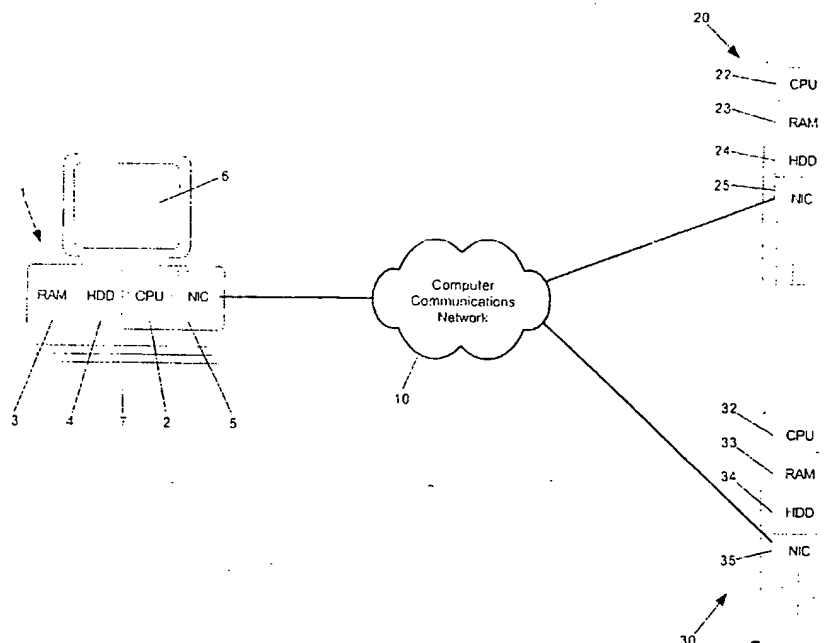 20
22
CPU
23
RAM
24
HDD
25
NIC
1
6
RAM HDD CPU NIC
Computer
Communications
Network
10
3 4 7 2 5
32
CPU
33
RAM
34
HDD
NIC
35
30